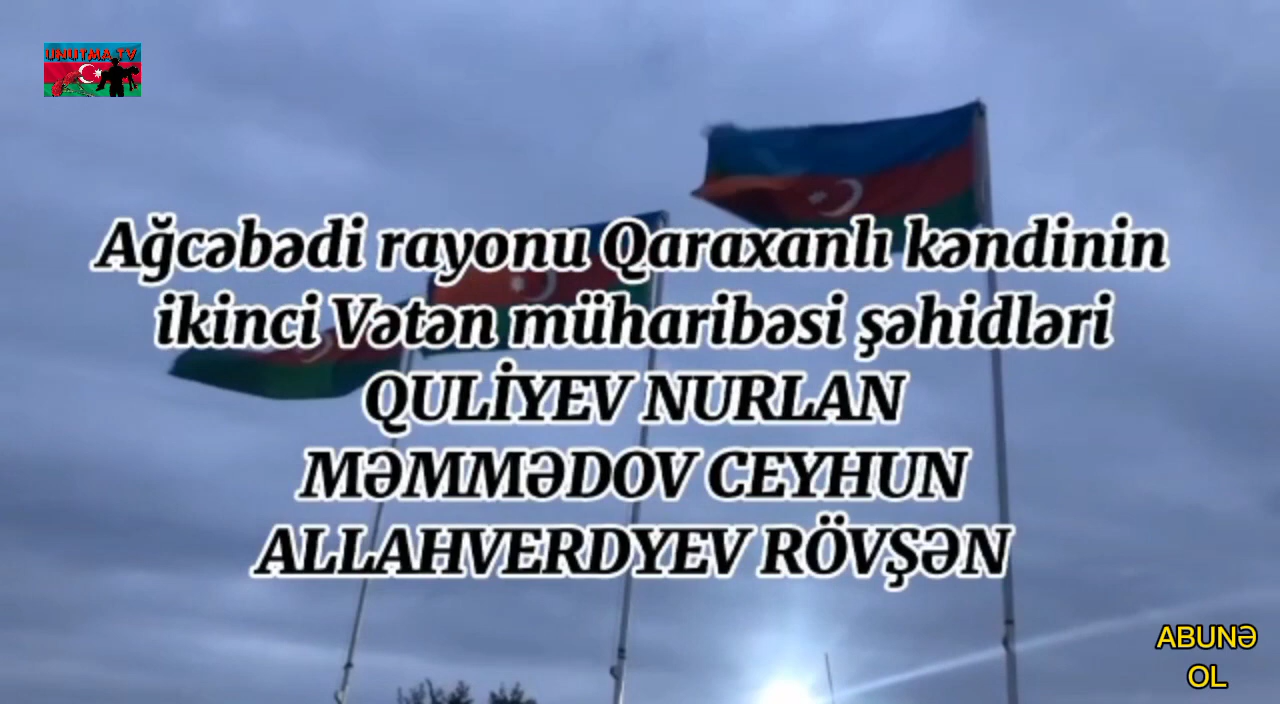 UNUTMA TV
Ağcəbədi rayonu Qaraxanlı kəndinin
ikinci Vətən müharibəsi şəhidləri
QULİYEV NURLAN
MƏMMƏDOV CEYHUN
ALLAHVERDYEV RÖVŞƏN
ABUNƏ
OL